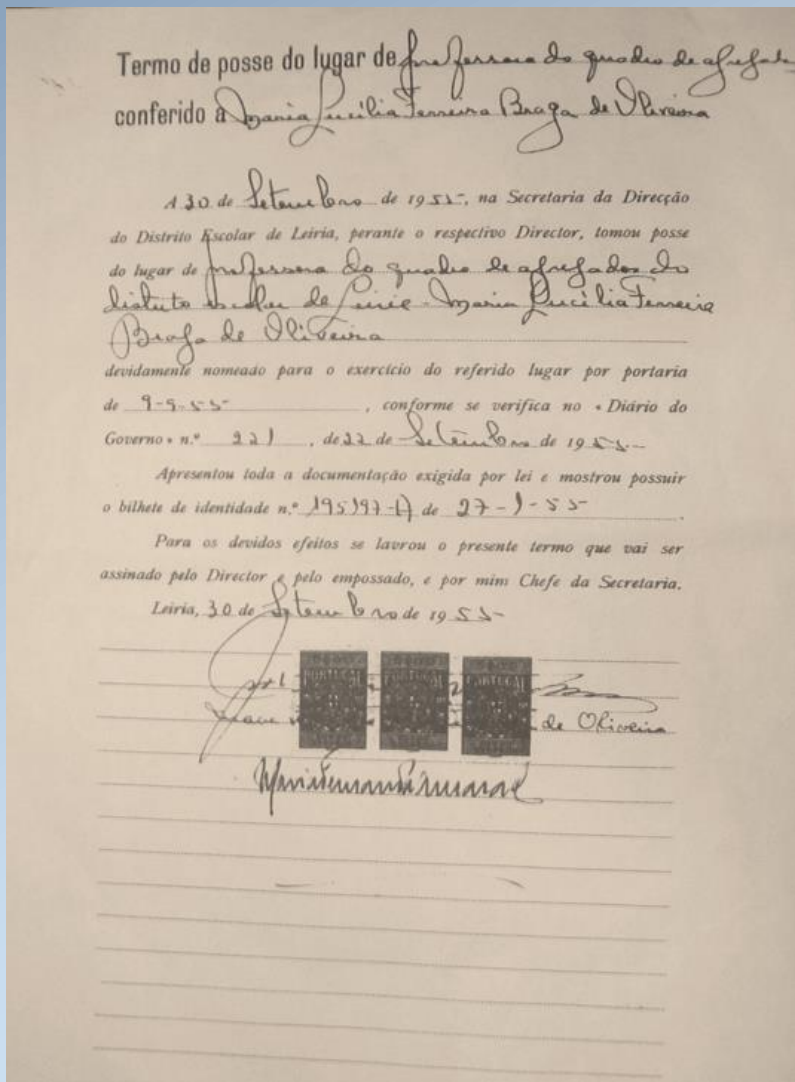 Termo de posse do lugar de professora do quadro de agregados
conferido a Maria Lucília Ferreira Braga de Oliveira
A 30 de Setembro de 1955, na Secretaria da Direcção
do Distrito Escolar de Leiria, perante o respectivo Director, tomou posse
do lugar de professora do quadro de agregados do
distrito escolar de Leiria - Maria Lucília Ferreira
Braga de Oliveira
devidamente nomeado para o exercício do referido lugar por portaria
de 9-9-55, conforme se verifica no «Diário do
Governo» n.º 221, de 22 de Setembro de 1955
Apresentou toda a documentação exigida por lei e mostrou possuir
o bilhete de identidade n.º 195197-A de 27-1-55.
Para os devidos efeitos se lavrou o presente termo que vai ser
assinado pelo Director e pelo empossado, e por mim Chefe da Secretaria.
Leiria, 30 de Setembro de 1955
PORTUGAL PORTUGAL PORTUGAL
de Oliveira